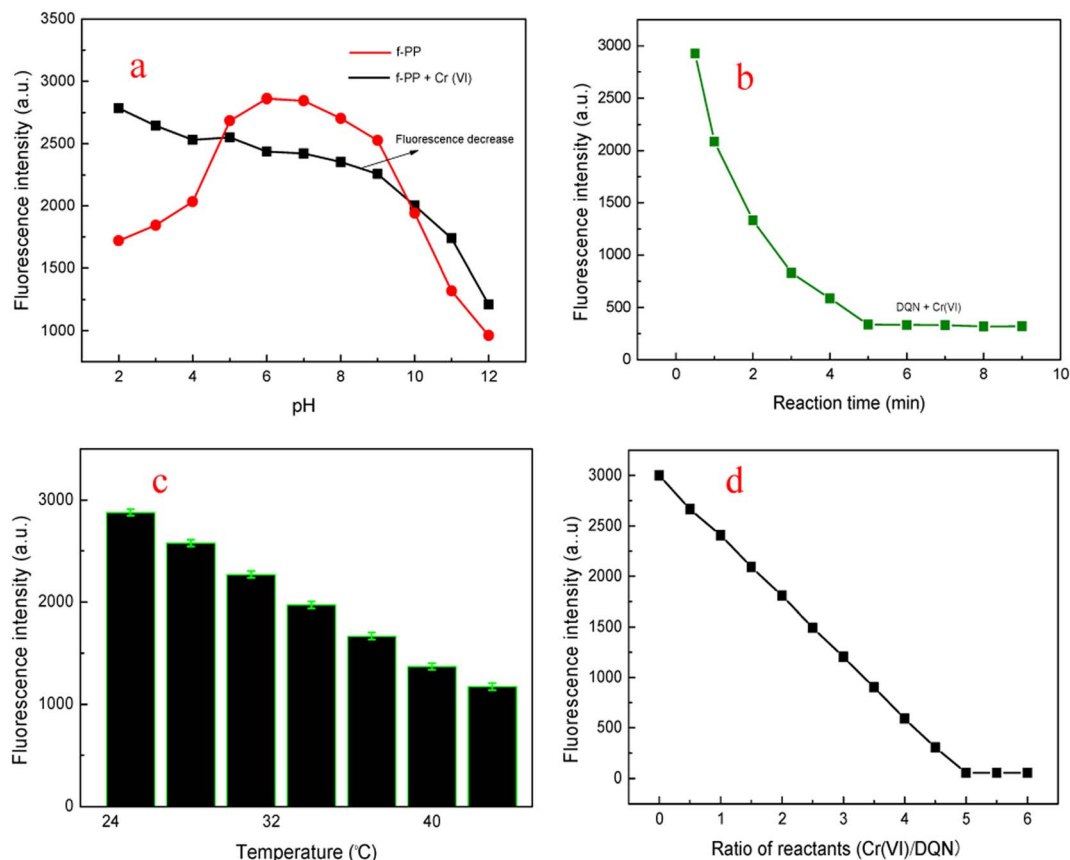 a
f-PP
f-PP + Cr (VI)
Fluorescence decrease
3500
3000
2500
2000
1500
1000
Fluorescence intensity (a.u.)
2 4 6 8 10 12
pH
b
DQN + Cr(VI)
3000
2500
2000
1500
1000
500
0
Fluorescence intensity (a.u.)
0 2 4 6 8 10
Reaction time (min)
c
3000
2000
1000
0
Fluorescence intensity (a.u.)
24 32 40
Temperature (℃)
d
3000
2500
2000
1500
1000
500
0
Fluorescence intensity (a..u)
0 1 2 3 4 5 6
Ratio of reactants (Cr(VI)/DQN)